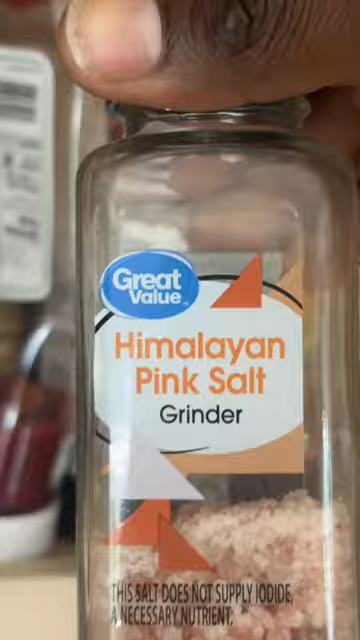 Great
Value
Himalayan
Pink Salt
Grinder
THIS SALT DOES NOT SUPPLY IODIDE,
A NECESSARY NUTRIENT.